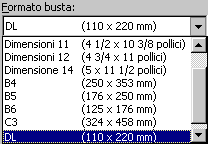 Formato busta:
DL (110 x 220 mm)
Dimensioni 11 (4 1/2 x 10 3/8 pollici)
Dimensioni 12 (4 3/4 x 11 pollici)
Dimensione 14 (5 x 11 1/2 pollici)
B4 (250 x 353 mm)
B5 (176 x 250 mm)
B6 (125 x 176 mm)
C3 (324 x 458 mm)
DL (110 x 220 mm)